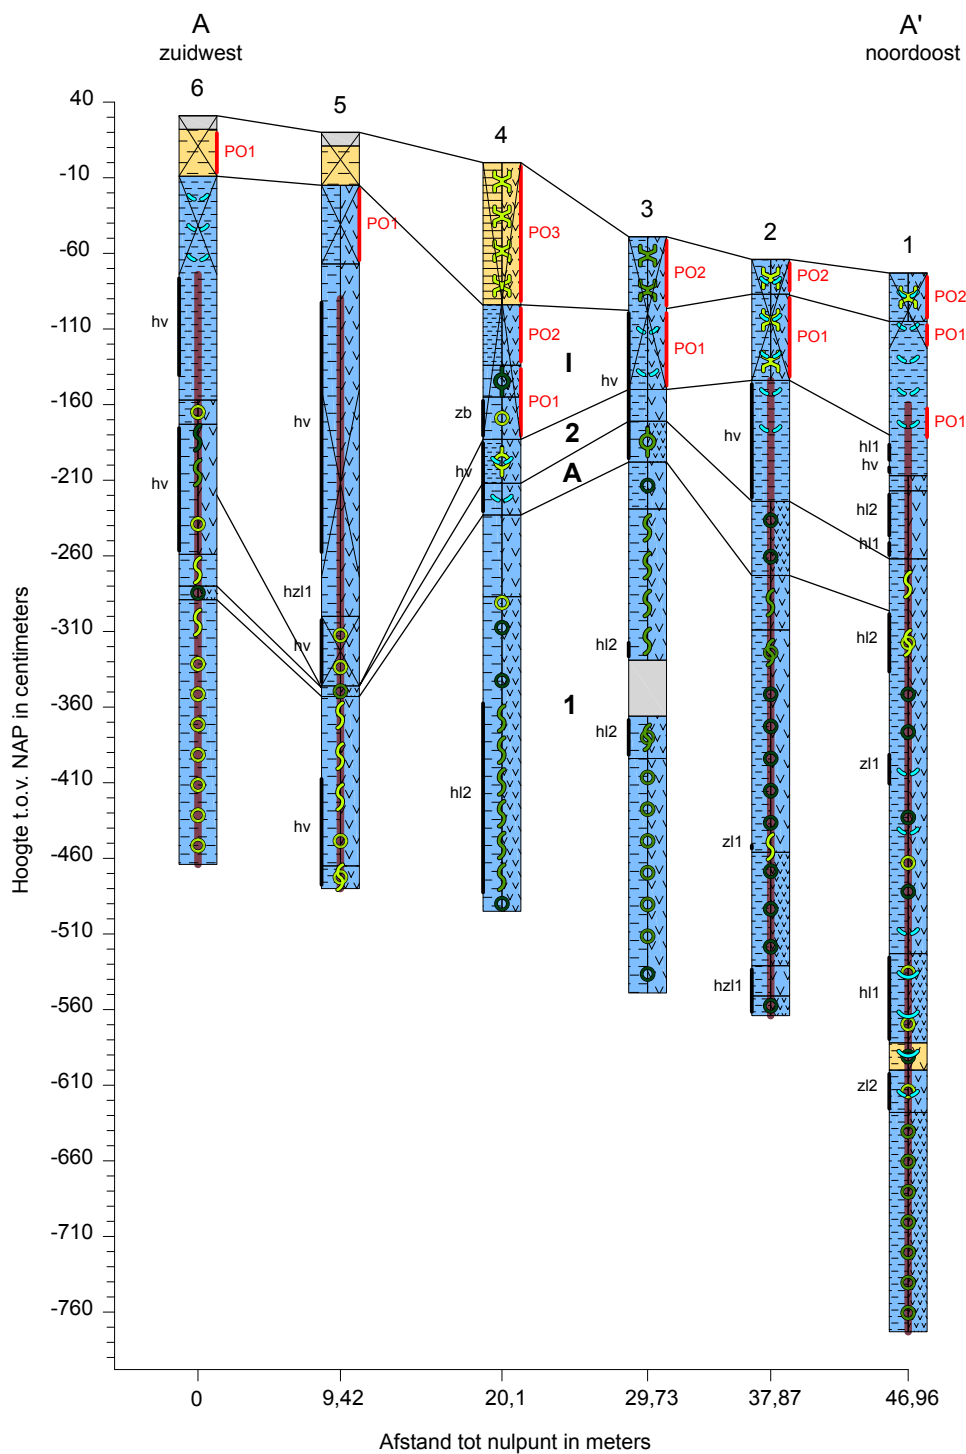 A A'
zuidwest noordoost
6 5 4 3 2 1
40
-10
-60
-110
-160
-210
-260
-310
-360
-410
-460
-510
-560
-610
-660
-710
-760
Hoogte t.o.v. NAP in centimeters
PO1
hv
hv
PO1
hv
hzl1
hv
hv
PO3
PO2
PO1
zb
hv
hl2
I
2
A
1
PO2
PO1
hv
hl2
hl2
PO2
PO1
hv
zl1
hzl1
PO2
PO1
PO1
hl1
hv
hl2
hl1
hl2
zl1
hl1
zl2
0 9,42 20,1 29,73 37,87 46,96
Afstand tot nulpunt in meters